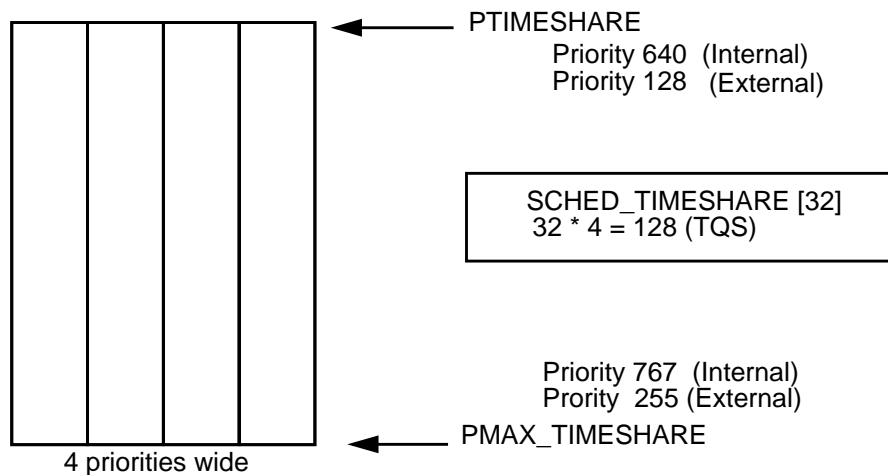 PTIMESHARE
Priority 640 (Internal)
Priority 128 (External)
SCHED_TIMESHARE [32]
32 * 4 = 128 (TQS)
Priority 767 (Internal)
Prority 255 (External)
PMAX_TIMESHARE
4 priorities wide